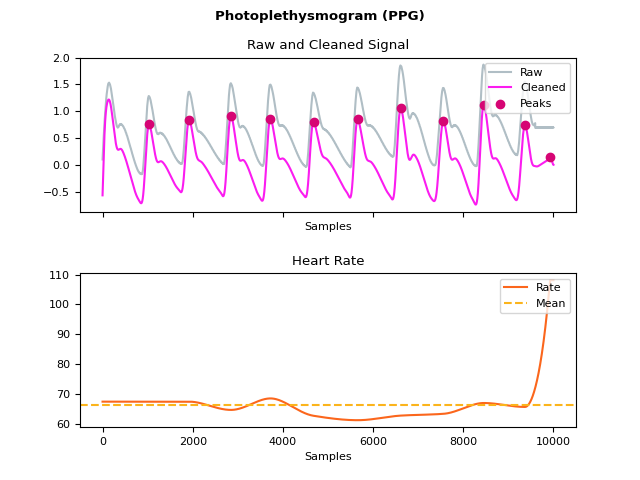 Photoplethysmogram (PPG)
Raw and Cleaned Signal
2.0
1.5
1.0
0.5
0.0
−0.5
Raw
Cleaned
Peaks
Samples
Heart Rate
110
100
90
80
70
60
Rate
Mean
0 2000 4000 6000 8000 10000
Samples